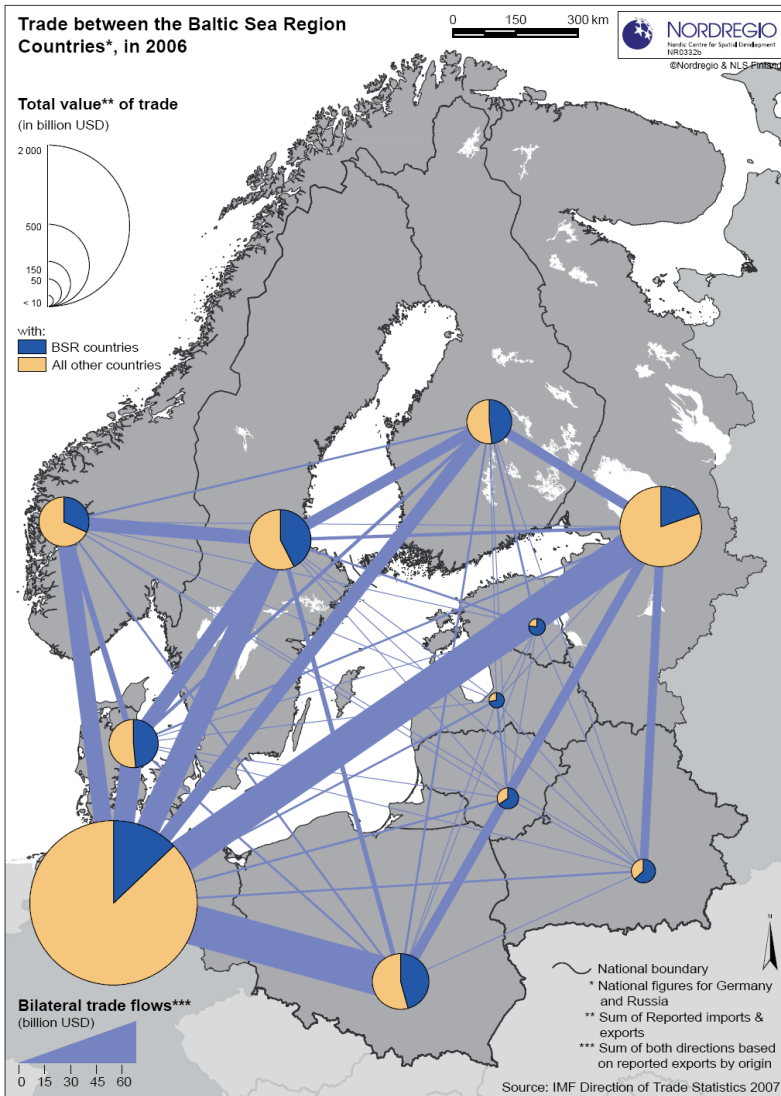 Trade between the Baltic Sea Region
Countries*, in 2006
0 150 300 km
NORDREGIO
Nordic Centre for Spatial Development
NR0332b
©Nordregio & NLS Finland
Total value** of trade
(in billion USD)
2 000
500
150
50
< 10
with:
BSR countries
All other countries
N
National boundary
* National figures for Germany
and Russia
** Sum of Reported imports &
exports
*** Sum of both directions based
on reported exports by origin
Bilateral trade flows***
(billion USD)
0 15 30 45 60
Source: IMF Direction of Trade Statistics 2007